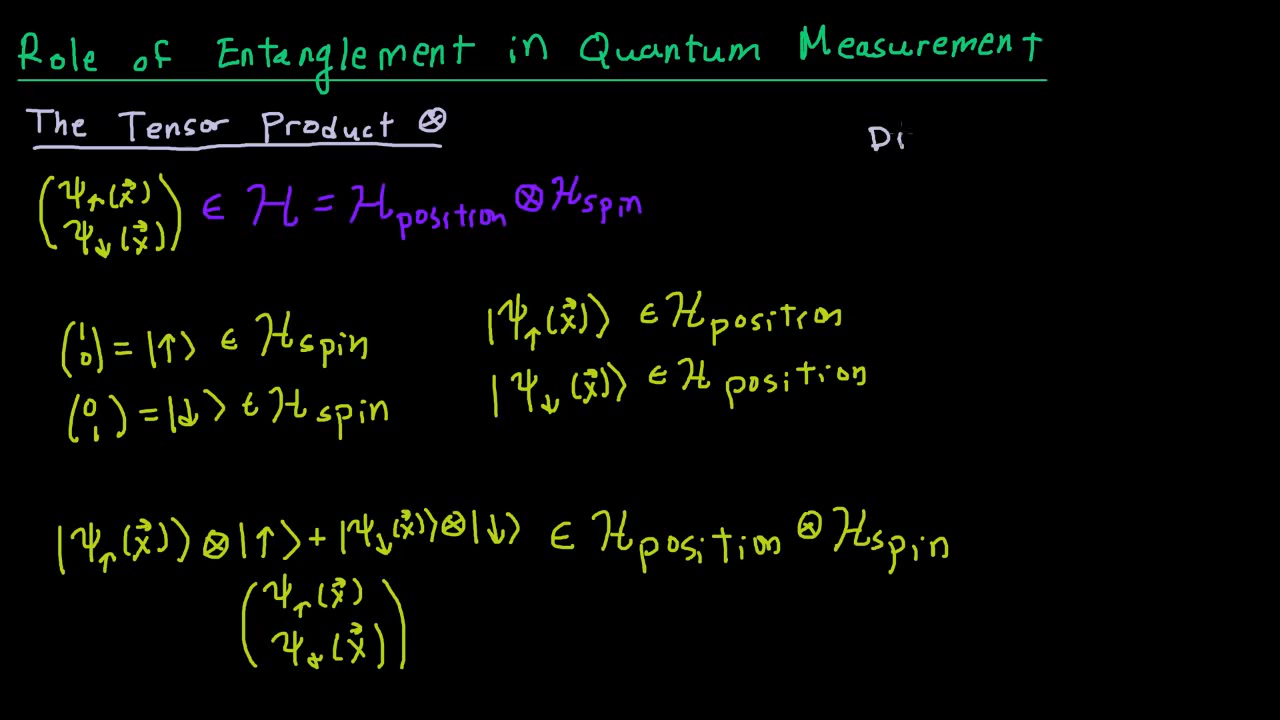 Role of Entanglement in Quantum Measurement
The Tensor Product ⊗
Di
(ψ↑(x⃗) ψ↓(x⃗)) ∈ ℋ = ℋposition ⊗ ℋspin
(1 0) = |↑⟩ ∈ ℋspin
|ψ↑(x⃗)⟩ ∈ ℋposition
(0 1) = |↓⟩ ∈ ℋspin
|ψ↓(x⃗)⟩ ∈ ℋposition
|ψ↑(x⃗)⟩ ⊗ |↑⟩ + |ψ↓(x⃗)⟩ ⊗ |↓⟩ ∈ ℋposition ⊗ ℋspin
(ψ↑(x⃗)
ψ↓(x⃗))